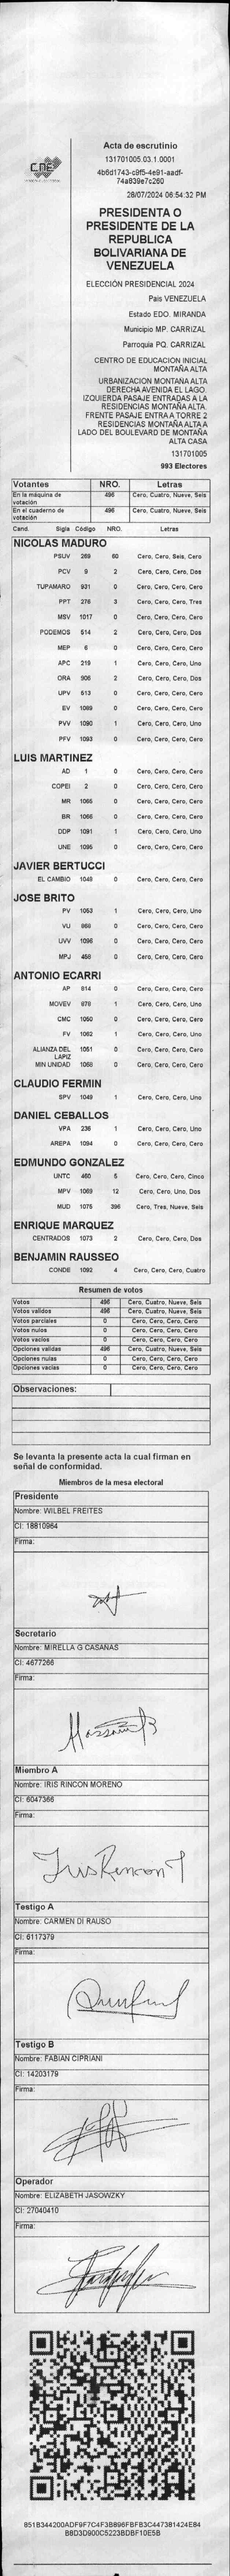 CNE
Acta de escrutinio
131701005.03.1.0001
4b6d1743-c8f5-4e91-aadf-
74a839e7c260
28/07/2024 06:54:32 PM
PRESIDENTA O
PRESIDENTE DE LA
REPUBLICA
BOLIVARIANA DE
VENEZUELA
ELECCIÓN PRESIDENCIAL 2024
Pais VENEZUELA
Estado EDO. MIRANDA
Municipio MP. CARRIZAL
Parroquia PQ. CARRIZAL
CENTRO DE EDUCACION INICIAL
MONTAÑA ALTA
URBANIZACION MONTAÑA ALTA
DERECHA AVENIDA EL LAGO.
IZQUIERDA PASAJE ENTRADAS A LA
RESIDENCIAS MONTAÑA ALTA.
FRENTE PASAJE ENTRA A TORRE 2
RESIDENCIAS MONTAÑA ALTA A
LADO DEL BOULEVARD DE MONTAÑA
ALTA CASA
131701005
993 Electores
Votantes NRO. Letras
En la máquina de votación 496 Cero, Cuatro, Nueve, Seis
En el cuaderno de votación 496 Cero, Cuatro, Nueve, Seis
Cand. Sigla Código NRO. Letras
NICOLAS MADURO
PSUV 269 60 Cero, Cero, Seis, Cero
PCV 9 2 Cero, Cero, Cero, Dos
TUPAMARO 931 0 Cero, Cero, Cero, Cero
PPT 276 3 Cero, Cero, Cero, Tres
MSV 1017 0 Cero, Cero, Cero, Cero
PODEMOS 514 2 Cero, Cero, Cero, Dos
MEP 6 0 Cero, Cero, Cero, Cero
APC 219 1 Cero, Cero, Cero, Uno
ORA 906 2 Cero, Cero, Cero, Dos
UPV 513 0 Cero, Cero, Cero, Cero
EV 1088 0 Cero, Cero, Cero, Cero
PVV 1090 1 Cero, Cero, Cero, Uno
PFV 1093 0 Cero, Cero, Cero, Cero
LUIS MARTINEZ
AD 1 0 Cero, Cero, Cero, Cero
COPEI 2 0 Cero, Cero, Cero, Cero
MR 1065 0 Cero, Cero, Cero, Cero
BR 1066 0 Cero, Cero, Cero, Cero
DDP 1091 1 Cero, Cero, Cero, Uno
UNE 1095 0 Cero, Cero, Cero, Cero
JAVIER BERTUCCI
EL CAMBIO 1048 0 Cero, Cero, Cero, Cero
JOSE BRITO
PV 1053 1 Cero, Cero, Cero, Uno
VU 868 0 Cero, Cero, Cero, Cero
UVV 1096 0 Cero, Cero, Cero, Cero
MPJ 458 0 Cero, Cero, Cero, Cero
ANTONIO ECARRI
AP 814 0 Cero, Cero, Cero, Cero
MOVEV 878 1 Cero, Cero, Cero, Uno
CMC 1050 0 Cero, Cero, Cero, Cero
FV 1062 1 Cero, Cero, Cero, Uno
ALIANZA DEL LAPIZ 1051 0 Cero, Cero, Cero, Cero
MIN UNIDAD 1058 0 Cero, Cero, Cero, Cero
CLAUDIO FERMIN
SPV 1049 1 Cero, Cero, Cero, Uno
DANIEL CEBALLOS
VPA 236 1 Cero, Cero, Cero, Uno
AREPA 1094 0 Cero, Cero, Cero, Cero
EDMUNDO GONZALEZ
UNTC 460 5 Cero, Cero, Cero, Cinco
MPV 1069 12 Cero, Cero, Uno, Dos
MUD 1075 396 Cero, Tres, Nueve, Seis
ENRIQUE MARQUEZ
CENTRADOS 1073 2 Cero, Cero, Cero, Dos
BENJAMIN RAUSSEO
CONDE 1092 4 Cero, Cero, Cero, Cuatro
Resumen de votos
Votos 496 Cero, Cuatro, Nueve, Seis
Votos validos 496 Cero, Cuatro, Nueve, Seis
Votos parciales 0 Cero, Cero, Cero, Cero
Votos nulos 0 Cero, Cero, Cero, Cero
Votos vacios 0 Cero, Cero, Cero, Cero
Opciones validas 496 Cero, Cuatro, Nueve, Seis
Opciones nulas 0 Cero, Cero, Cero, Cero
Opciones vacias 0 Cero, Cero, Cero, Cero
Observaciones:
Se levanta la presente acta la cual firman en
señal de conformidad.
Miembros de la mesa electoral
Presidente
Nombre: WILBEL FREITES
CI: 18810964
Firma:
Secretario
Nombre: MIRELLA G CASAÑAS
CI: 4677266
Firma:
Miembro A
Nombre: IRIS RINCON MORENO
CI: 6047366
Firma:
Iris Rincon
Testigo A
Nombre: CARMEN DI RAUSO
CI: 6117379
Firma:
Testigo B
Nombre: FABIAN CIPRIANI
CI: 14203179
Firma:
Operador
Nombre: ELIZABETH JASOWZKY
CI: 27040410
Firma:
851B344200ADF9F7C4F3B896FBFB3C447381424E84
B8D3D900C5223BDBF10E5B